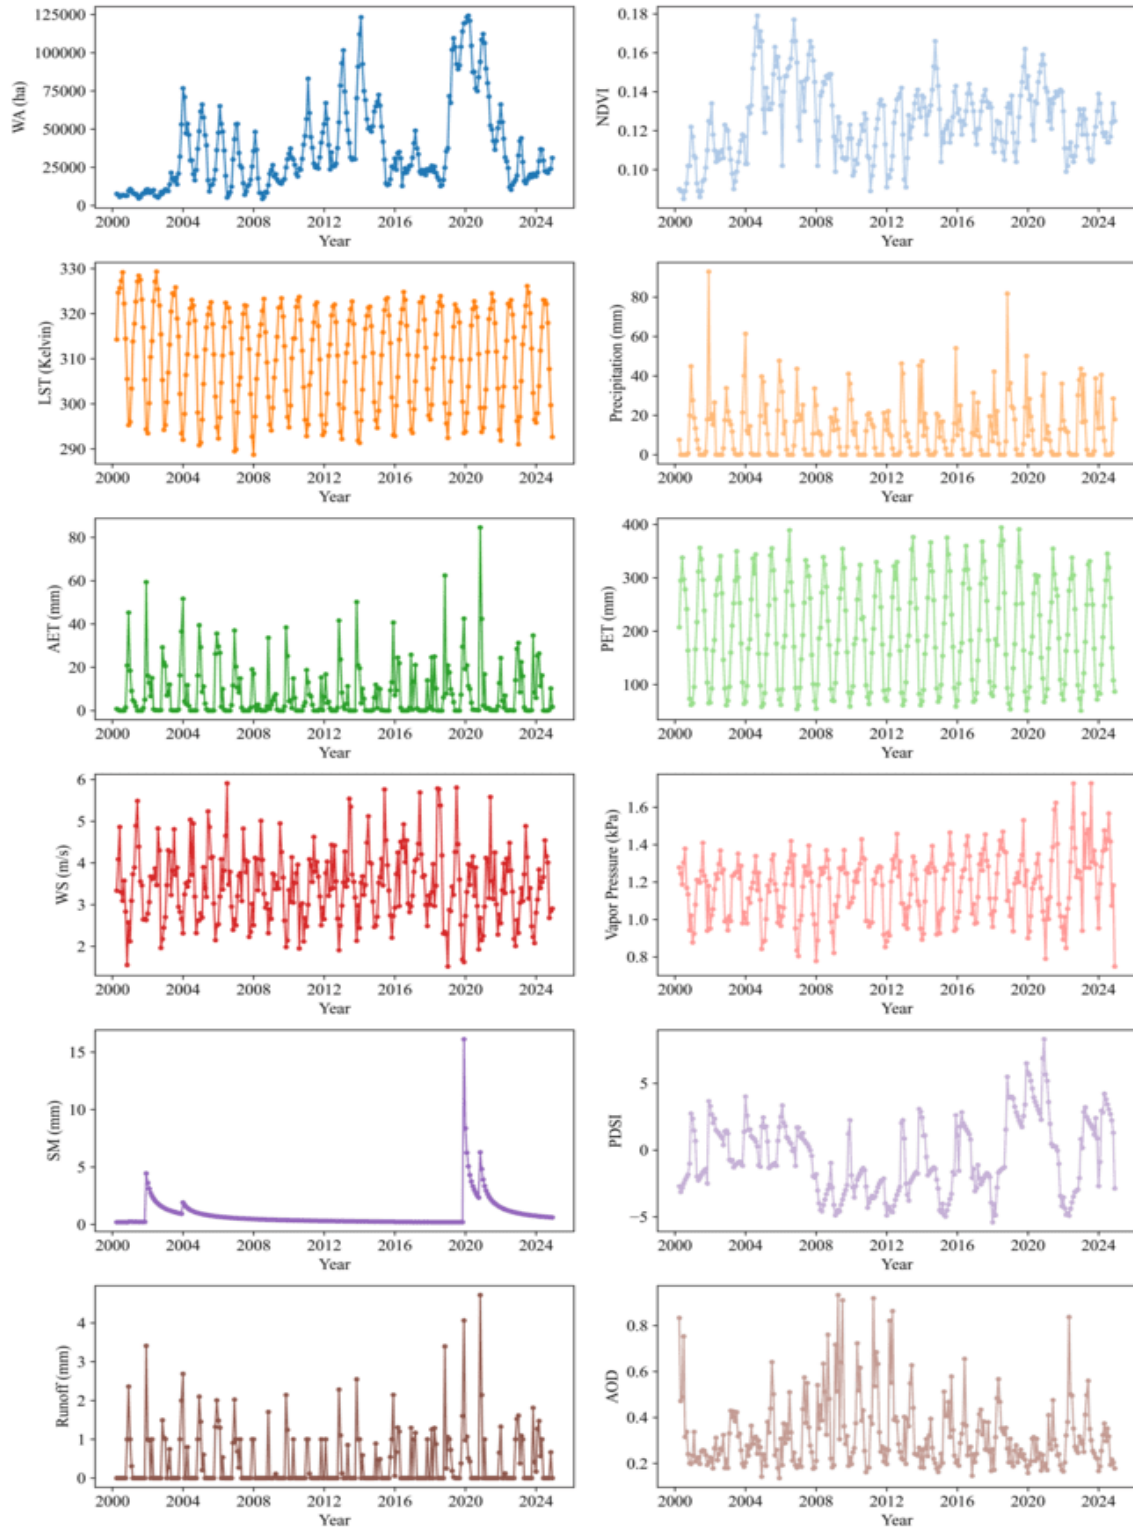 WA (ha)
125000
100000
75000
50000
25000
0
2000 2004 2008 2012 2016 2020 2024
Year
NDVI
0.18
0.16
0.14
0.12
0.10
2000 2004 2008 2012 2016 2020 2024
Year
LST (Kelvin)
330
320
310
300
290
2000 2004 2008 2012 2016 2020 2024
Year
Precipitation (mm)
80
60
40
20
0
2000 2004 2008 2012 2016 2020 2024
Year
AET (mm)
80
60
40
20
0
2000 2004 2008 2012 2016 2020 2024
Year
PET (mm)
400
300
200
100
2000 2004 2008 2012 2016 2020 2024
Year
WS (m/s)
6
5
4
3
2
2000 2004 2008 2012 2016 2020 2024
Year
Vapor Pressure (kPa)
1.6
1.4
1.2
1.0
0.8
2000 2004 2008 2012 2016 2020 2024
Year
SM (mm)
15
10
5
0
2000 2004 2008 2012 2016 2020 2024
Year
PDSI
5
0
−5
2000 2004 2008 2012 2016 2020 2024
Year
Runoff (mm)
4
3
2
1
0
2000 2004 2008 2012 2016 2020 2024
Year
AOD
0.8
0.6
0.4
0.2
2000 2004 2008 2012 2016 2020 2024
Year